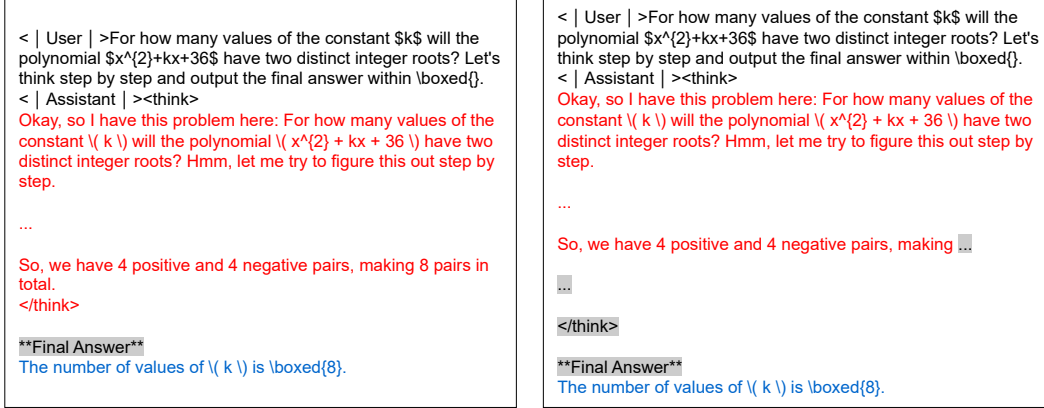 < | User | >For how many values of the constant $k$ will the
polynomial $x^{2}+kx+36$ have two distinct integer roots? Let's
think step by step and output the final answer within \boxed{}.
< | Assistant | ><think>
Okay, so I have this problem here: For how many values of the
constant \( k \) will the polynomial \( x^{2} + kx + 36 \) have two
distinct integer roots? Hmm, let me try to figure this out step by
step.
...
So, we have 4 positive and 4 negative pairs, making 8 pairs in
total.
</think>
**Final Answer**
The number of values of \( k \) is \boxed{8}.
< | User | >For how many values of the constant $k$ will the
polynomial $x^{2}+kx+36$ have two distinct integer roots? Let's
think step by step and output the final answer within \boxed{}.
< | Assistant | ><think>
Okay, so I have this problem here: For how many values of the
constant \( k \) will the polynomial \( x^{2} + kx + 36 \) have two
distinct integer roots? Hmm, let me try to figure this out step by
step.
...
So, we have 4 positive and 4 negative pairs, making ...
...
</think>
**Final Answer**
The number of values of \( k \) is \boxed{8}.